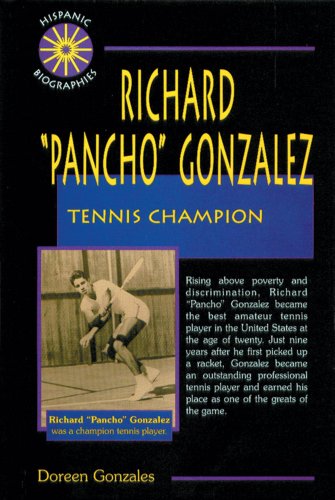 HISPANIC
BIOGRAPHIES
RICHARD
"PANCHO" GONZALEZ
TENNIS CHAMPION
Rising above poverty and
discrimination, Richard
"Pancho" Gonzalez became
the best amateur tennis
player in the United States at
the age of twenty. Just nine
years after he first picked up
a racket, Gonzalez became
an outstanding professional
tennis player and earned his
place as one of the greats of
the game.
Richard "Pancho" Gonzalez
was a champion tennis player.
Doreen Gonzales